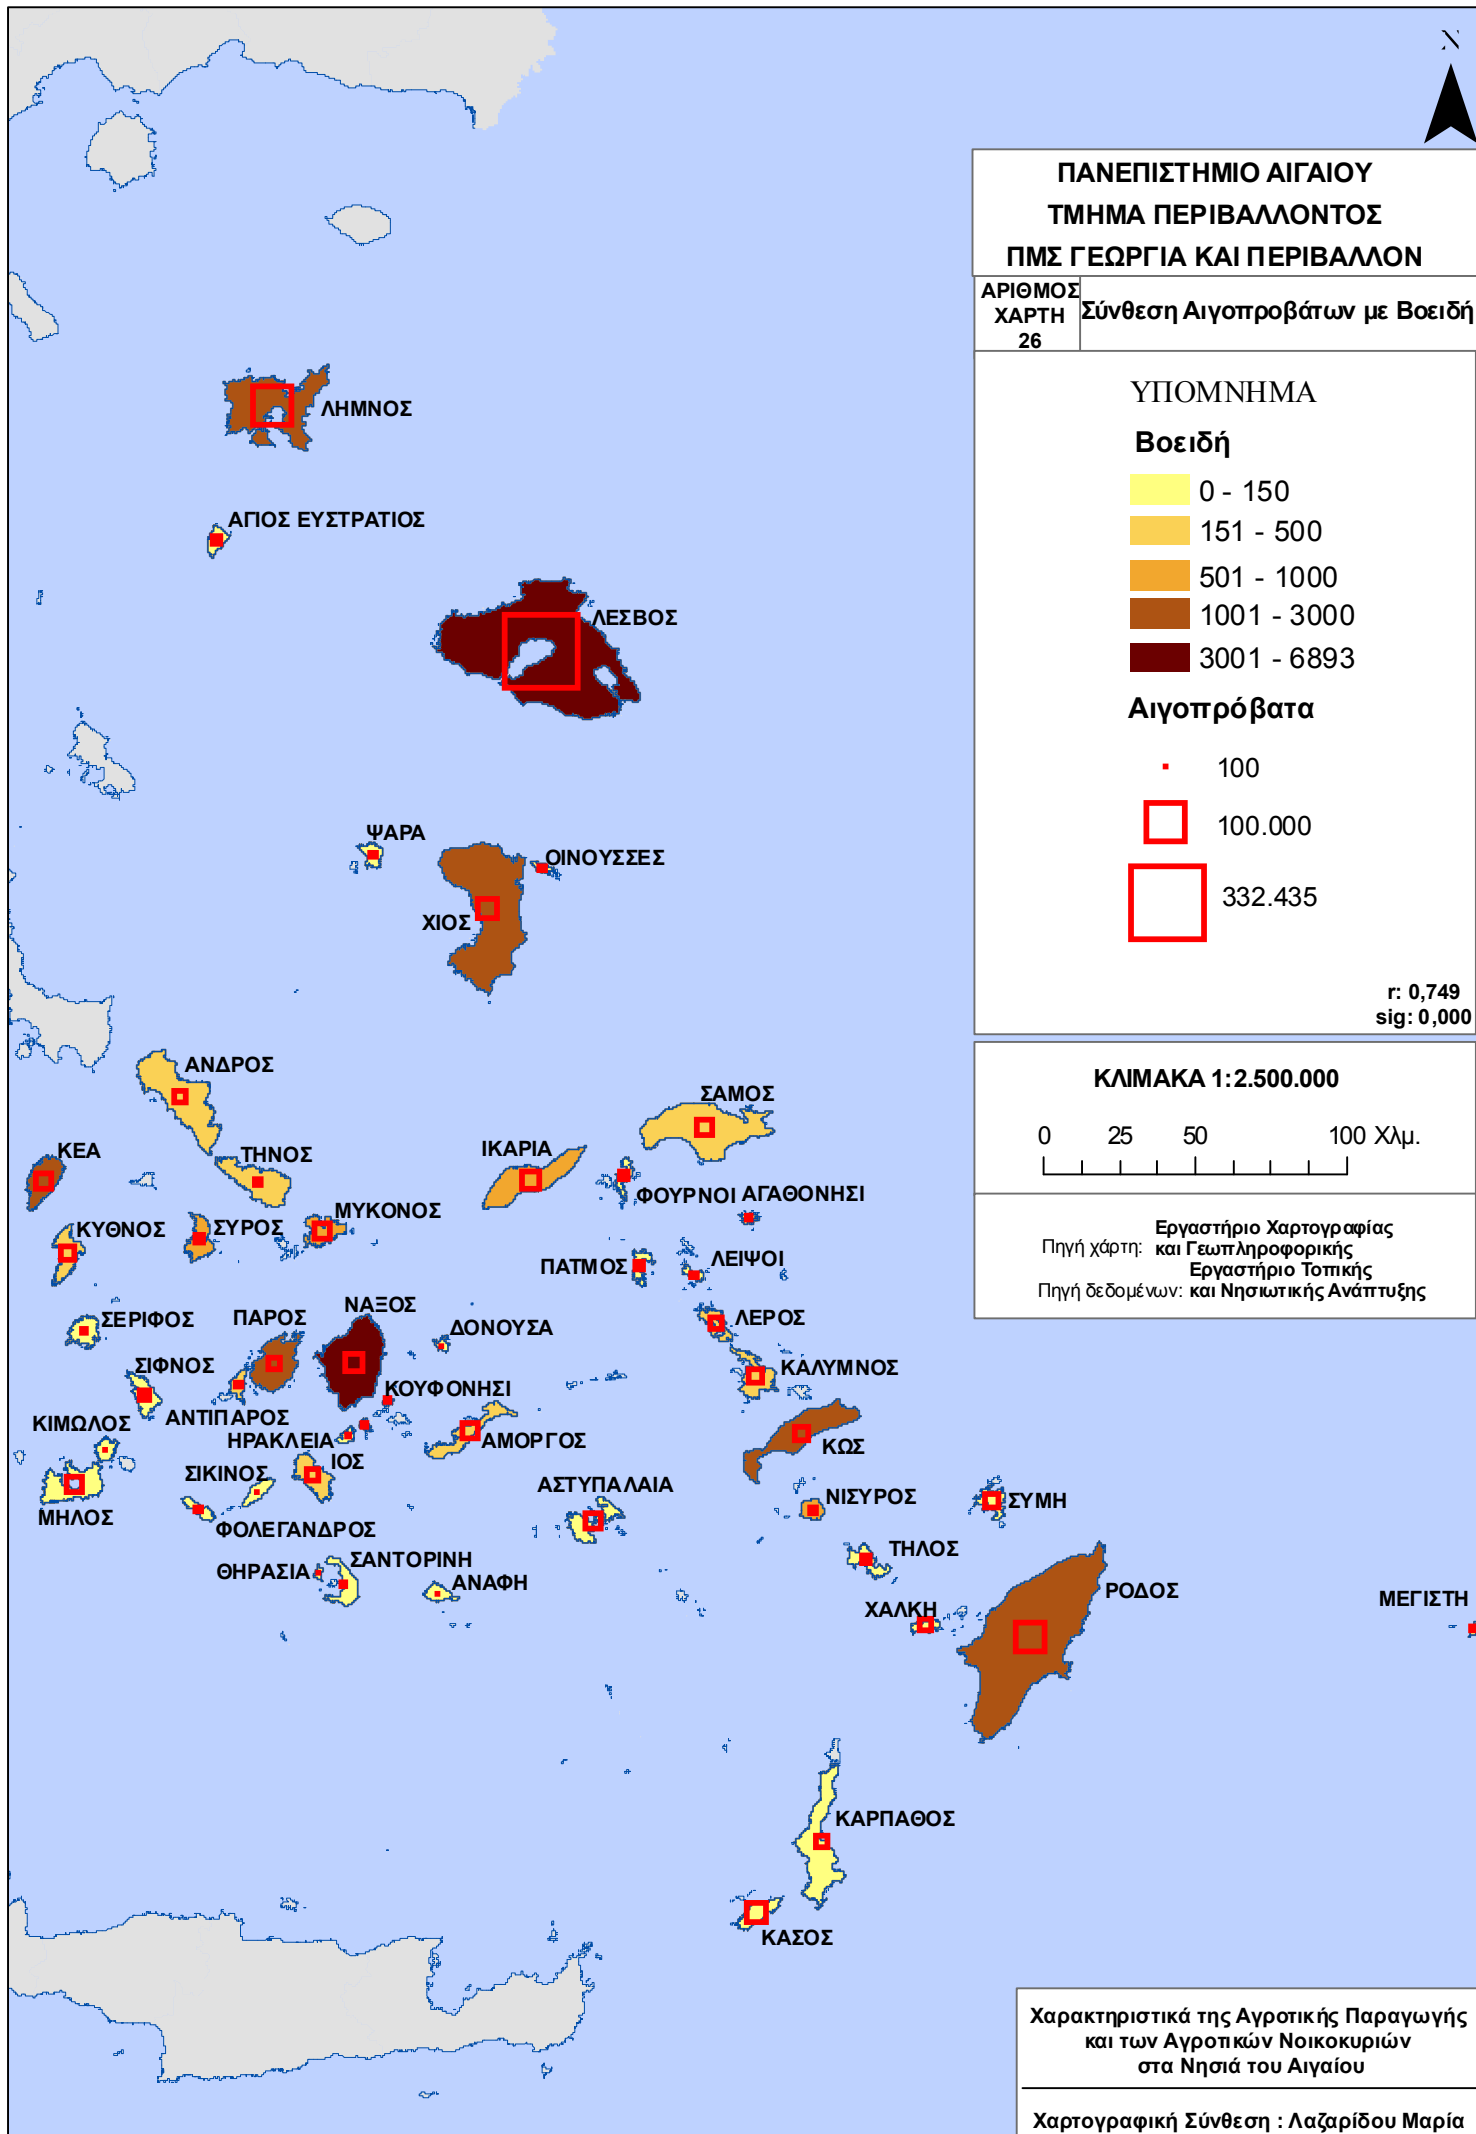 N
ΠΑΝΕΠΙΣΤΗΜΙΟ ΑΙΓΑΙΟΥ
ΤΜΗΜΑ ΠΕΡΙΒΑΛΛΟΝΤΟΣ
ΠΜΣ ΓΕΩΡΓΙΑ ΚΑΙ ΠΕΡΙΒΑΛΛΟΝ
ΑΡΙΘΜΟΣ
ΧΑΡΤΗ
26
Σύνθεση Αιγοπροβάτων με Βοειδή
ΥΠΟΜΝΗΜΑ
Βοειδή
0 - 150
151 - 500
501 - 1000
1001 - 3000
3001 - 6893
Αιγοπρόβατα
100
100.000
332.435
r: 0,749
sig: 0,000
ΚΛΙΜΑΚΑ 1:2.500.000
0 25 50 100 Χλμ.
Πηγή χάρτη: Εργαστήριο Χαρτογραφίας
και Γεωπληροφορικής
Εργαστήριο Τοπικής
Πηγή δεδομένων: και Νησιωτικής Ανάπτυξης
ΛΗΜΝΟΣ
ΑΓΙΟΣ ΕΥΣΤΡΑΤΙΟΣ
ΛΕΣΒΟΣ
ΨΑΡΑ
ΟΙΝΟΥΣΣΕΣ
ΧΙΟΣ
ΑΝΔΡΟΣ
ΣΑΜΟΣ
ΚΕΑ
ΤΗΝΟΣ
ΙΚΑΡΙΑ
ΦΟΥΡΝΟΙ
ΑΓΑΘΟΝΗΣΙ
ΚΥΘΝΟΣ
ΣΥΡΟΣ
ΜΥΚΟΝΟΣ
ΠΑΤΜΟΣ
ΛΕΙΨΟΙ
ΣΕΡΙΦΟΣ
ΠΑΡΟΣ
ΝΑΞΟΣ
ΔΟΝΟΥΣΑ
ΛΕΡΟΣ
ΣΙΦΝΟΣ
ΚΑΛΥΜΝΟΣ
ΚΟΥΦΟΝΗΣΙ
ΑΝΤΙΠΑΡΟΣ
ΚΙΜΩΛΟΣ
ΗΡΑΚΛΕΙΑ
ΑΜΟΡΓΟΣ
ΚΩΣ
ΙΟΣ
ΣΙΚΙΝΟΣ
ΑΣΤΥΠΑΛΑΙΑ
ΝΙΣΥΡΟΣ
ΣΥΜΗ
ΜΗΛΟΣ
ΦΟΛΕΓΑΝΔΡΟΣ
ΤΗΛΟΣ
ΣΑΝΤΟΡΙΝΗ
ΘΗΡΑΣΙΑ
ΑΝΑΦΗ
ΡΟΔΟΣ
ΜΕΓΙΣΤΗ
ΧΑΛΚΗ
ΚΑΡΠΑΘΟΣ
ΚΑΣΟΣ
Χαρακτηριστικά της Αγροτικής Παραγωγής
και των Αγροτικών Νοικοκυριών
στα Νησιά του Αιγαίου
Χαρτογραφική Σύνθεση : Λαζαρίδου Μαρία